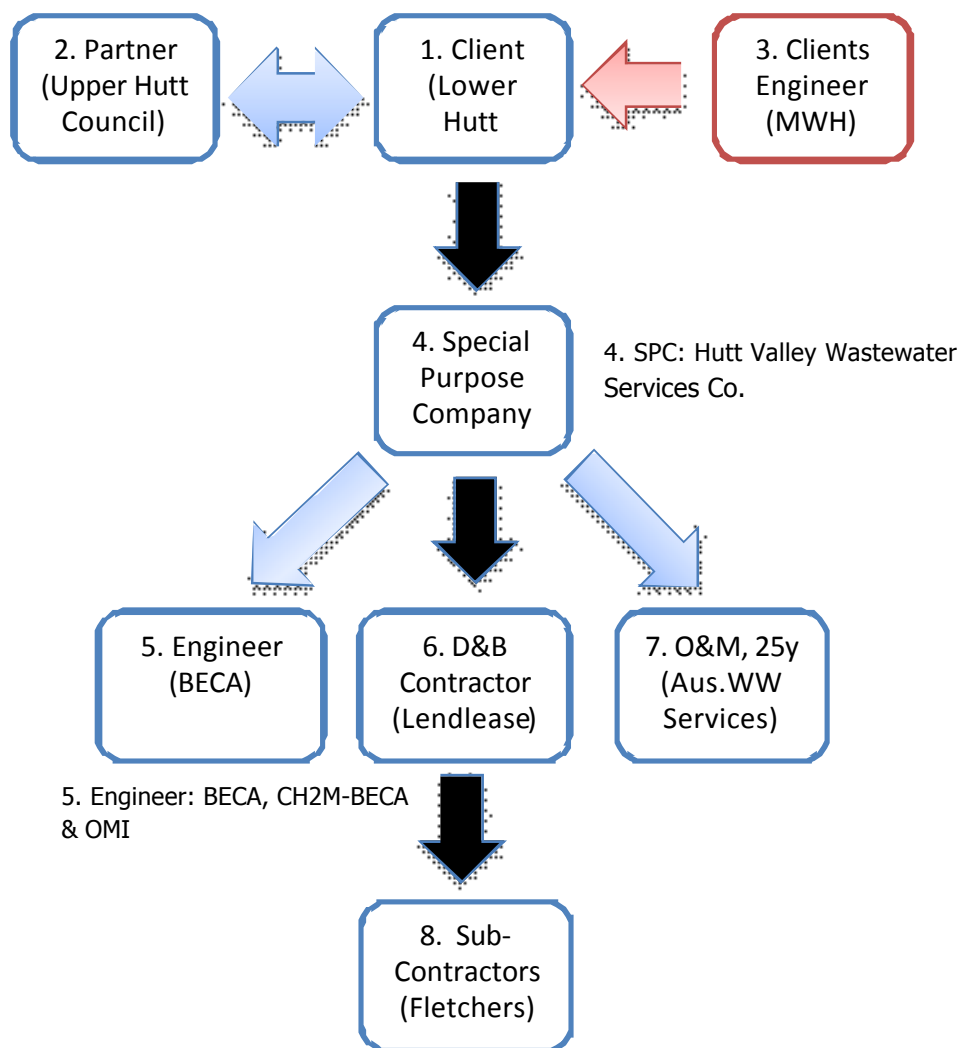 2. Partner
(Upper Hutt
Council)
1. Client
(Lower
Hutt
3. Clients
Engineer
(MWH)
4. Special
Purpose
Company
4. SPC: Hutt Valley Wastewater
Services Co.
5. Engineer
(BECA)
6. D&B
Contractor
(Lendlease)
7. O&M, 25y
(Aus.WW
Services)
5. Engineer: BECA, CH2M-BECA
& OMI
8. Sub-
Contractors
(Fletchers)